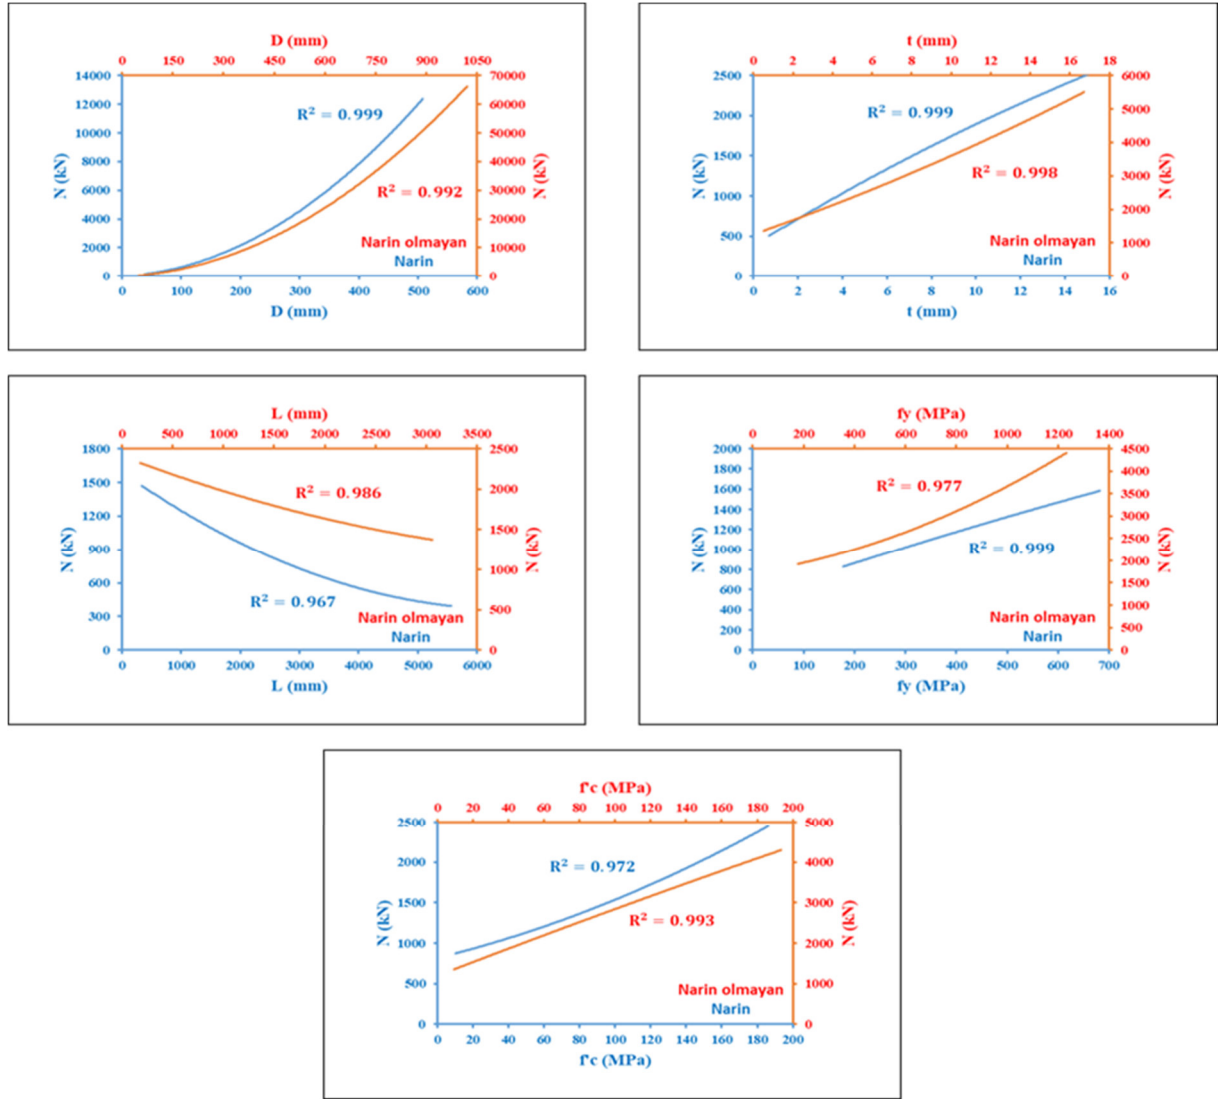 D (mm)
0 150 300 450 600 750 900 1050
14000 70000
12000 60000
R² = 0.999
10000 50000
8000 40000
N (kN) N (kN)
6000 R² = 0.992 30000
4000 20000
Narin olmayan
2000 Narin 10000
0 0
0 100 200 300 400 500 600
D (mm)
t (mm)
0 2 4 6 8 10 12 14 16 18
2500 6000
R² = 0.999
2000 5000
4000
1500
N (kN) R² = 0.998 N (kN)
3000
1000
2000
500 Narin olmayan 1000
Narin
0 0
0 2 4 6 8 10 12 14 16
t (mm)
L (mm)
0 500 1000 1500 2000 2500 3000 3500
1800 2500
1500 R² = 0.986 2000
1200
1500
N (kN) N (kN)
900
1000
600 R² = 0.967
500
300 Narin olmayan
Narin
0 0
0 1000 2000 3000 4000 5000 6000
L (mm)
fy (MPa)
0 200 400 600 800 1000 1200 1400
2000 4500
1800 4000
1600 R² = 0.977 3500
1400 3000
1200 2500
N (kN) N (kN)
1000 R² = 0.999 2000
800 1500
600 1000
400 Narin olmayan 500
200 Narin
0 0
0 100 200 300 400 500 600 700
fy (MPa)
f'c (MPa)
0 20 40 60 80 100 120 140 160 180 200
2500 5000
R² = 0.972
2000 4000
1500 3000
N (kN) R² = 0.993 N (kN)
1000 2000
500 Narin olmayan 1000
Narin
0 0
0 20 40 60 80 100 120 140 160 180 200
f'c (MPa)